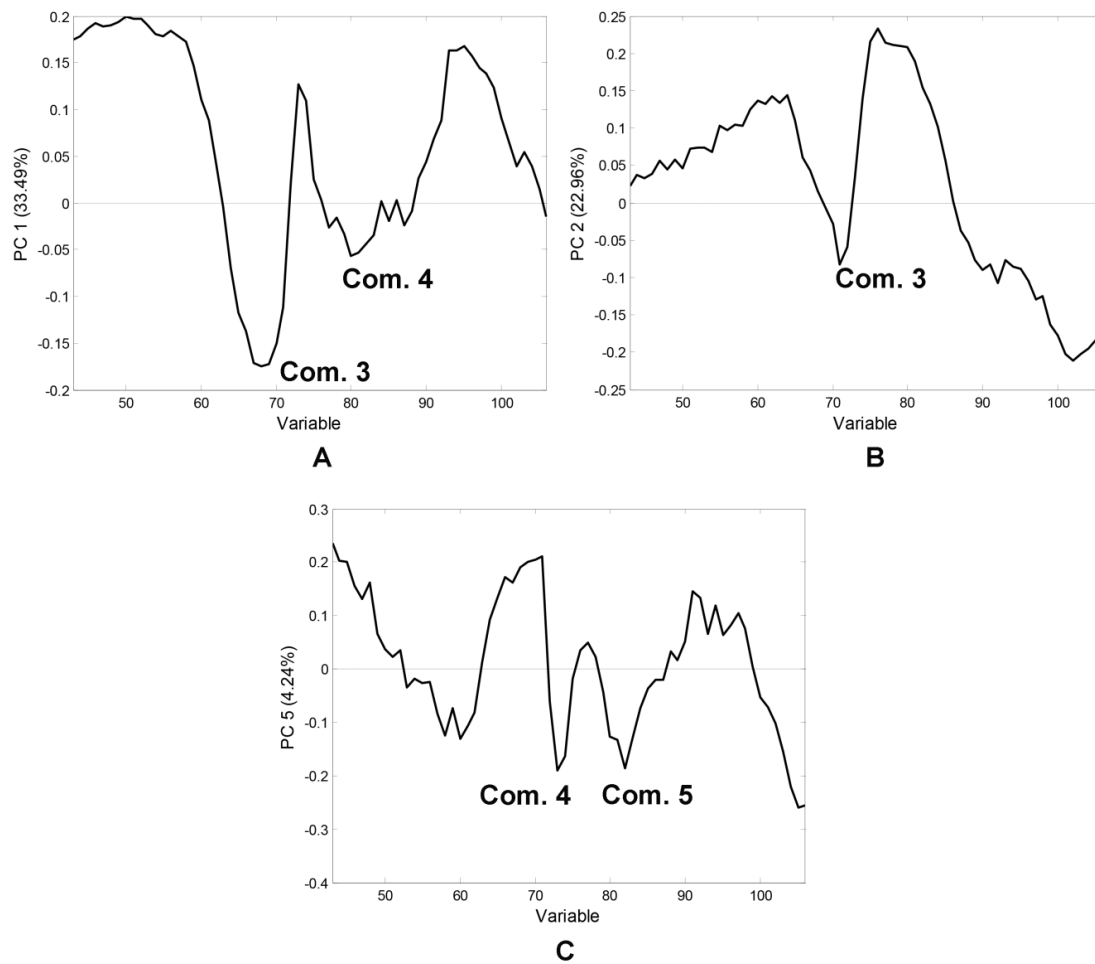 0.2
0.15
0.1
0.05
0
-0.05
-0.1
-0.15
-0.2
PC 1 (33.49%)
Com. 4
Com. 3
50 60 70 80 90 100
Variable
A
0.25
0.2
0.15
0.1
0.05
0
-0.05
-0.1
-0.15
-0.2
-0.25
PC 2 (22.96%)
Com. 3
50 60 70 80 90 100
Variable
B
0.3
0.2
0.1
0
-0.1
-0.2
-0.3
-0.4
PC 5 (4.24%)
Com. 4 Com. 5
50 60 70 80 90 100
Variable
C